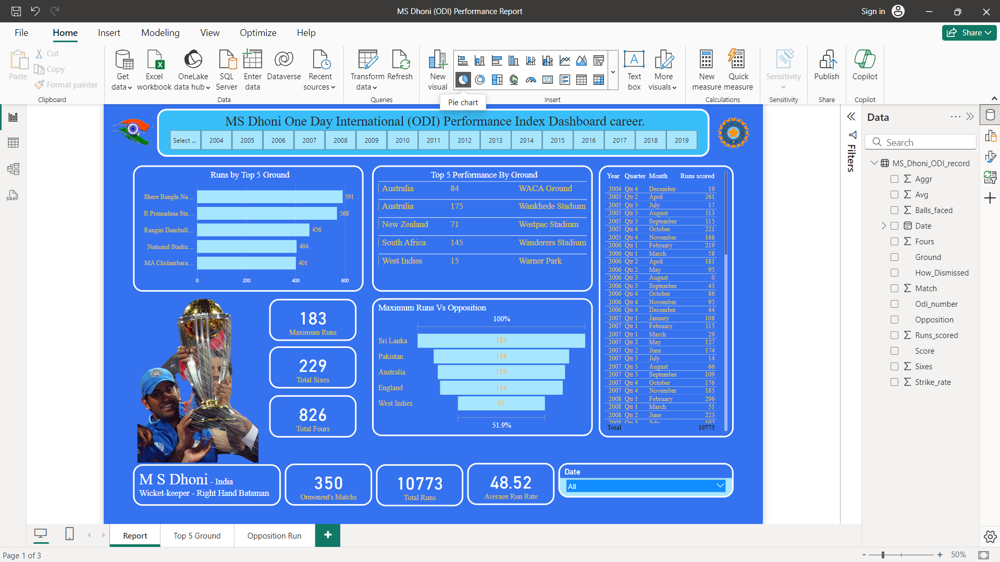 MS Dhoni (ODI) Performance Report
Sign in
File Home Insert Modeling View Optimize Help
Share
Paste
Cut
Copy
Format painter
Clipboard
Get data
Excel workbook
OneLake data hub
SQL Server
Enter data
Dataverse
Recent sources
Data
Transform data
Refresh
Queries
New visual
Text box
More visuals
Insert
New measure
Quick measure
Calculations
Sensitivity
Sensitivity
Publish
Share
Copilot
Copilot
Pie chart
MS Dhoni One Day International (ODI) Performance Index Dashboard career.
Select ... 2004 2005 2006 2007 2008 2009 2010 2011 2012 2013 2014 2015 2016 2017 2018 2019
Runs by Top 5 Ground
Shere Bangla Na... 591
R Premadasa Sta... 568
Rangiri Dambull... 456
National Stadiu... 404
MA Chidambara... 401
0 200 400 600
Top 5 Performance By Ground
Australia 84 WACA Ground
Australia 175 Wankhede Stadium
New Zealand 71 Westpac Stadium
South Africa 145 Wanderers Stadium
West Indies 15 Warner Park
Year Quarter Month Runs scored
2004 Qtr 4 December 19
2005 Qtr 2 April 261
2005 Qtr 3 July 17
2005 Qtr 3 August 113
2005 Qtr 3 September 115
2005 Qtr 4 October 221
2005 Qtr 4 November 168
2006 Qtr 1 February 219
2006 Qtr 1 March 58
2006 Qtr 2 April 181
2006 Qtr 2 May 95
2006 Qtr 3 August 0
2006 Qtr 3 September 43
2006 Qtr 4 October 86
2006 Qtr 4 November 95
2006 Qtr 4 December 44
2007 Qtr 1 January 108
2007 Qtr 1 February 115
2007 Qtr 1 March 29
2007 Qtr 2 May 127
2007 Qtr 2 June 174
2007 Qtr 3 July 14
2007 Qtr 3 August 66
2007 Qtr 3 September 109
2007 Qtr 4 October 176
2007 Qtr 4 November 185
2008 Qtr 1 February 296
2008 Qtr 1 March 51
2008 Qtr 2 June 223
2008 Qtr 3 July 192
Total 10773
183
Maximum Runs
229
Total Sixes
826
Total Fours
Maximum Runs Vs Opposition
100%
Sri Lanka 183
Pakistan 148
Australia 139
England 134
West Indies 95
51.9%
M S Dhoni - India
Wicket-keeper - Right Hand Batsman
350
Opponent's Matchs
10773
Total Runs
48.52
Average Run Rate
Date
All
Filters
Data
Search
MS_Dhoni_ODI_record
Aggr
Avg
Balls_faced
Date
Fours
Ground
How_Dismissed
Match
Odi_number
Opposition
Runs_scored
Score
Sixes
Strike_rate
DAX
Report Top 5 Ground Opposition Run
Page 1 of 3
50%